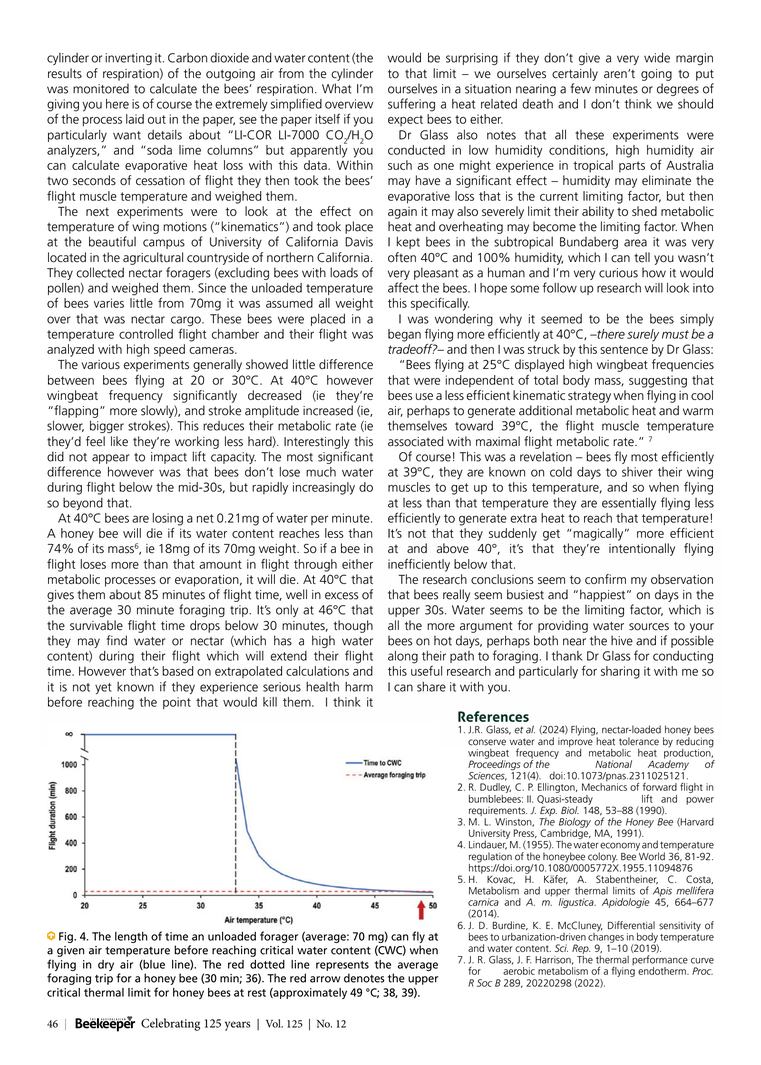 cylinder or inverting it. Carbon dioxide and water content (the
results of respiration) of the outgoing air from the cylinder
was monitored to calculate the bees' respiration. What I'm
giving you here is of course the extremely simplified overview
of the process laid out in the paper, see the paper itself if you
particularly want details about "LI-COR LI-7000 CO2/H2O
analyzers," and "soda lime columns" but apparently you
can calculate evaporative heat loss with this data. Within
two seconds of cessation of flight they then took the bees'
flight muscle temperature and weighed them.
The next experiments were to look at the effect on
temperature of wing motions ("kinematics") and took place
at the beautiful campus of University of California Davis
located in the agricultural countryside of northern California.
They collected nectar foragers (excluding bees with loads of
pollen) and weighed them. Since the unloaded temperature
of bees varies little from 70mg it was assumed all weight
over that was nectar cargo. These bees were placed in a
temperature controlled flight chamber and their flight was
analyzed with high speed cameras.
The various experiments generally showed little difference
between bees flying at 20 or 30°C. At 40°C however
wingbeat frequency significantly decreased (ie they're
"flapping" more slowly), and stroke amplitude increased (ie,
slower, bigger strokes). This reduces their metabolic rate (ie
they'd feel like they're working less hard). Interestingly this
did not appear to impact lift capacity. The most significant
difference however was that bees don't lose much water
during flight below the mid-30s, but rapidly increasingly do
so beyond that.
At 40°C bees are losing a net 0.21mg of water per minute.
A honey bee will die if its water content reaches less than
74% of its mass6, ie 18mg of its 70mg weight. So if a bee in
flight loses more than that amount in flight through either
metabolic processes or evaporation, it will die. At 40°C that
gives them about 85 minutes of flight time, well in excess of
the average 30 minute foraging trip. It's only at 46°C that
the survivable flight time drops below 30 minutes, though
they may find water or nectar (which has a high water
content) during their flight which will extend their flight
time. However that's based on extrapolated calculations and
it is not yet known if they experience serious health harm
before reaching the point that would kill them. I think it
would be surprising if they don't give a very wide margin
to that limit – we ourselves certainly aren't going to put
ourselves in a situation nearing a few minutes or degrees of
suffering a heat related death and I don't think we should
expect bees to either.
Dr Glass also notes that all these experiments were
conducted in low humidity conditions, high humidity air
such as one might experience in tropical parts of Australia
may have a significant effect – humidity may eliminate the
evaporative loss that is the current limiting factor, but then
again it may also severely limit their ability to shed metabolic
heat and overheating may become the limiting factor. When
I kept bees in the subtropical Bundaberg area it was very
often 40°C and 100% humidity, which I can tell you wasn't
very pleasant as a human and I'm very curious how it would
affect the bees. I hope some follow up research will look into
this specifically.
I was wondering why it seemed to be the bees simply
began flying more efficiently at 40°C, –there surely must be a
tradeoff?– and then I was struck by this sentence by Dr Glass:
"Bees flying at 25°C displayed high wingbeat frequencies
that were independent of total body mass, suggesting that
bees use a less efficient kinematic strategy when flying in cool
air, perhaps to generate additional metabolic heat and warm
themselves toward 39°C, the flight muscle temperature
associated with maximal flight metabolic rate." 7
Of course! This was a revelation – bees fly most efficiently
at 39°C, they are known on cold days to shiver their wing
muscles to get up to this temperature, and so when flying
at less than that temperature they are essentially flying less
efficiently to generate extra heat to reach that temperature!
It's not that they suddenly get "magically" more efficient
at and above 40°, it's that they're intentionally flying
inefficiently below that.
The research conclusions seem to confirm my observation
that bees really seem busiest and "happiest" on days in the
upper 30s. Water seems to be the limiting factor, which is
all the more argument for providing water sources to your
bees on hot days, perhaps both near the hive and if possible
along their path to foraging. I thank Dr Glass for conducting
this useful research and particularly for sharing it with me so
I can share it with you.
∞
1000
800
600
400
200
0
Flight duration (min)
20 25 30 35 40 45 50
Air temperature (°C)
Time to CWC
Average foraging trip
Fig. 4. The length of time an unloaded forager (average: 70 mg) can fly at
a given air temperature before reaching critical water content (CWC) when
flying in dry air (blue line). The red dotted line represents the average
foraging trip for a honey bee (30 min; 36). The red arrow denotes the upper
critical thermal limit for honey bees at rest (approximately 49 °C; 38, 39).
References
1. J.R. Glass, et al. (2024) Flying, nectar-loaded honey bees
conserve water and improve heat tolerance by reducing
wingbeat frequency and metabolic heat production,
Proceedings of the National Academy of
Sciences, 121(4). doi:10.1073/pnas.2311025121.
2. R. Dudley, C. P. Ellington, Mechanics of forward flight in
bumblebees: II. Quasi-steady lift and power
requirements. J. Exp. Biol. 148, 53–88 (1990).
3. M. L. Winston, The Biology of the Honey Bee (Harvard
University Press, Cambridge, MA, 1991).
4. Lindauer, M. (1955). The water economy and temperature
regulation of the honeybee colony. Bee World 36, 81-92.
https://doi.org/10.1080/0005772X.1955.11094876
5. H. Kovac, H. Käfer, A. Stabentheiner, C. Costa,
Metabolism and upper thermal limits of Apis mellifera
carnica and A. m. ligustica. Apidologie 45, 664–677
(2014).
6. J. D. Burdine, K. E. McCluney, Differential sensitivity of
bees to urbanization-driven changes in body temperature
and water content. Sci. Rep. 9, 1–10 (2019).
7. J. R. Glass, J. F. Harrison, The thermal performance curve
for aerobic metabolism of a flying endotherm. Proc.
R Soc B 289, 20220298 (2022).
46 | Beekeeper Celebrating 125 years | Vol. 125 | No. 12